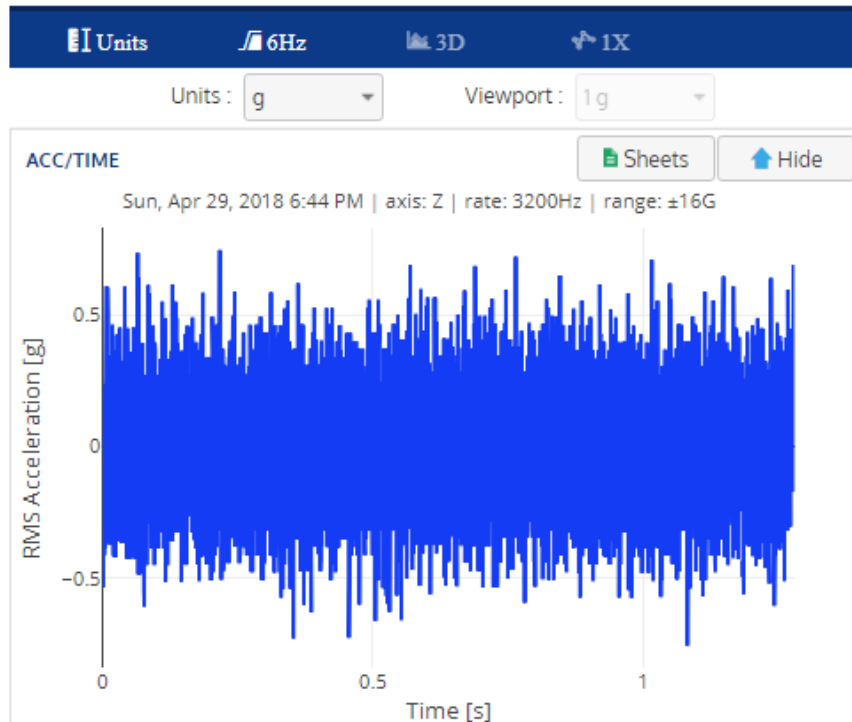 Units 6Hz 3D 1X
Units : g Viewport : 1g
ACC/TIME Sheets Hide
Sun, Apr 29, 2018 6:44 PM | axis: Z | rate: 3200Hz | range: ±16G
RMS Acceleration [g]
0.5
0
−0.5
0 0.5 1
Time [s]